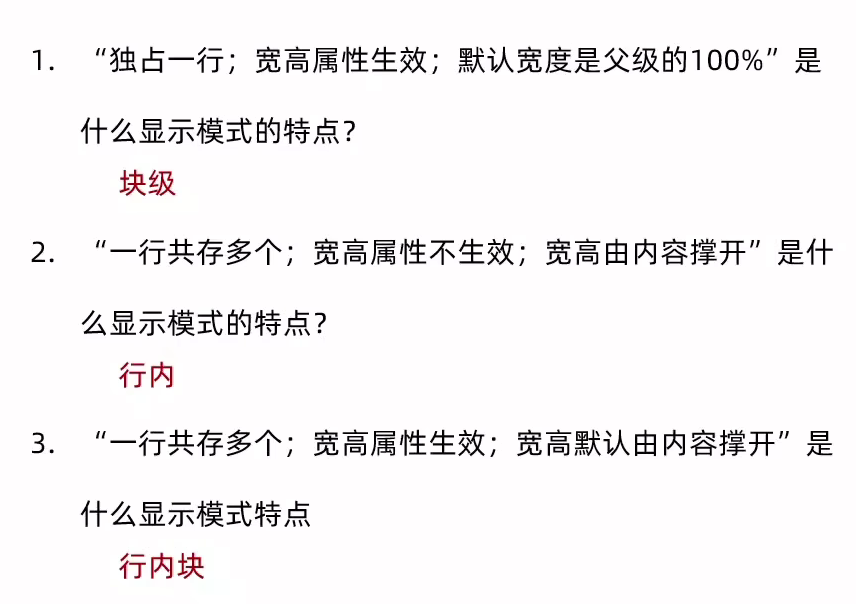 1. “独占一行；宽高属性生效；默认宽度是父级的100%”是
什么显示模式的特点？
块级
2. “一行共存多个；宽高属性不生效；宽高由内容撑开”是什
么显示模式的特点？
行内
3. “一行共存多个；宽高属性生效；宽高默认由内容撑开”是
什么显示模式特点
行内块